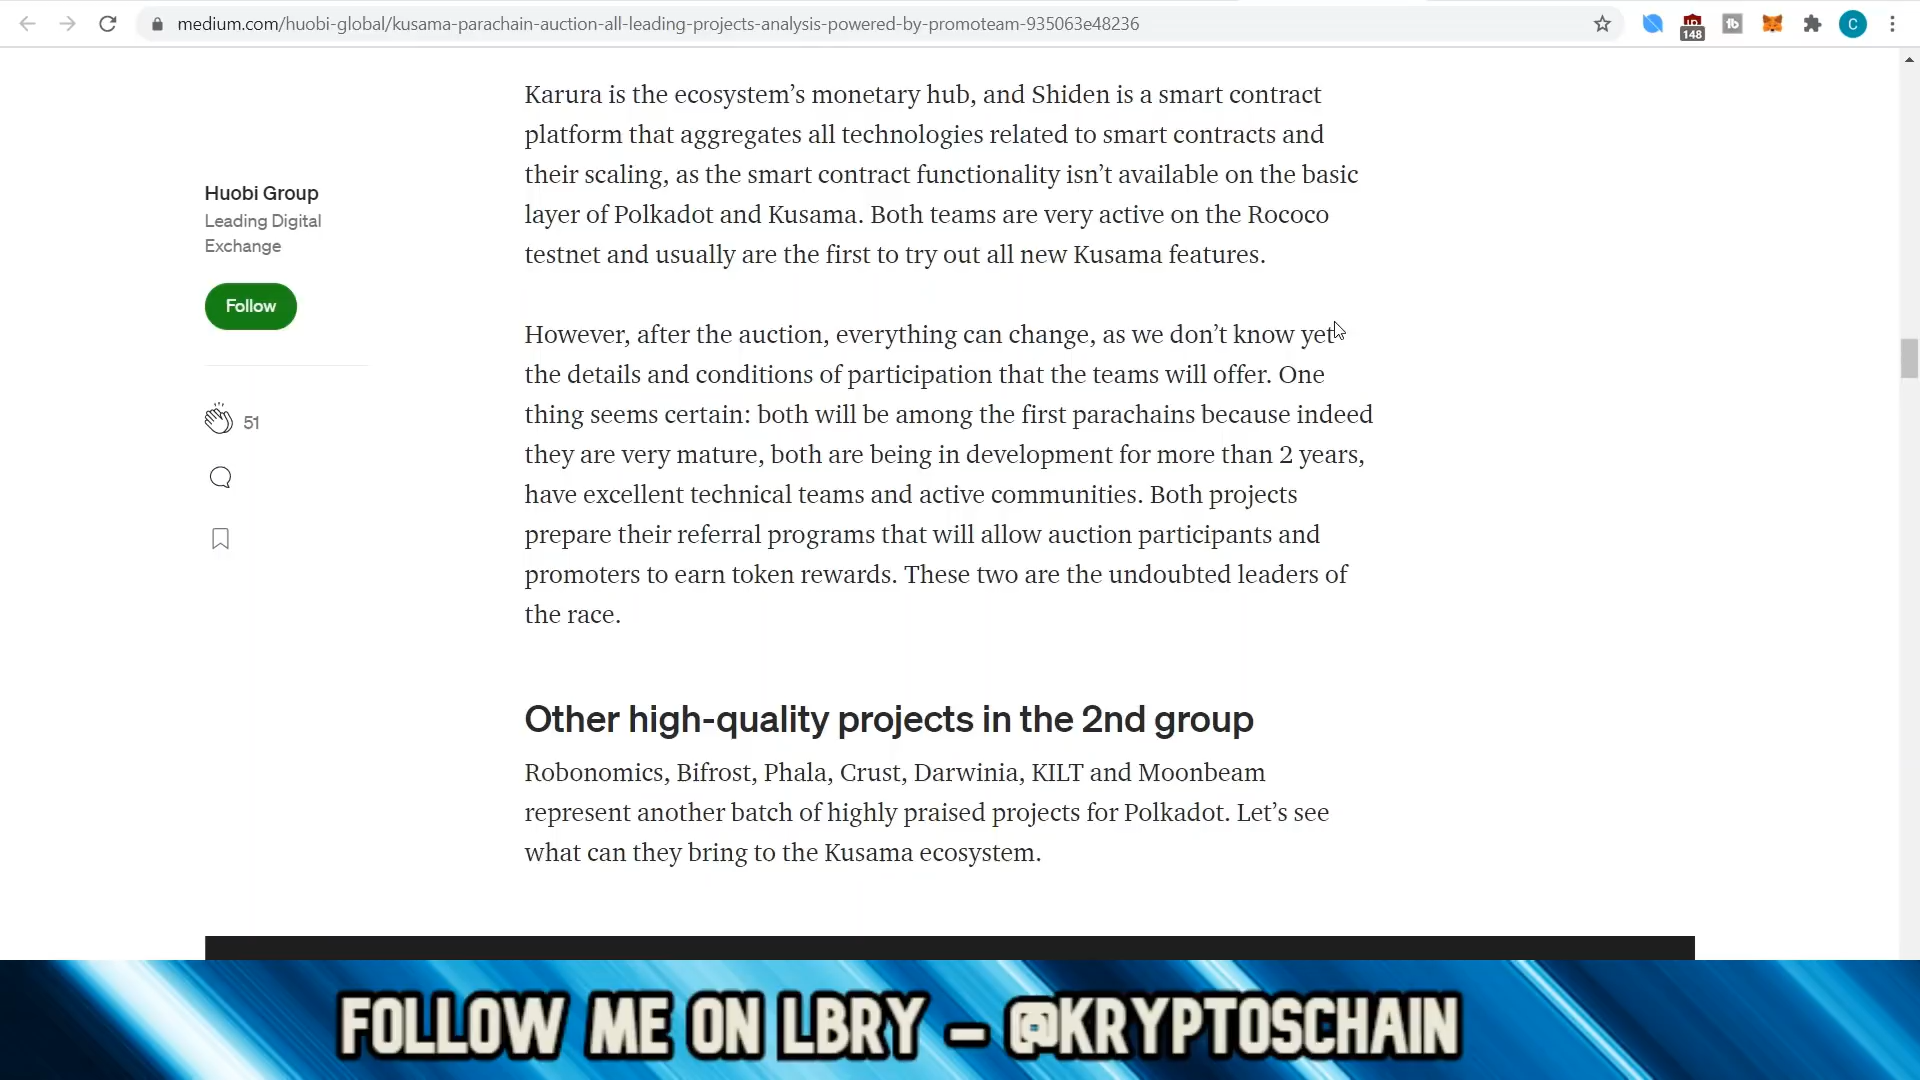 medium.com/huobi-global/kusama-parachain-auction-all-leading-projects-analysis-powered-by-promoteam-935063e48236
148
tb
C
Karura is the ecosystem’s monetary hub, and Shiden is a smart contract
platform that aggregates all technologies related to smart contracts and
their scaling, as the smart contract functionality isn’t available on the basic
layer of Polkadot and Kusama. Both teams are very active on the Rococo
testnet and usually are the first to try out all new Kusama features.
Huobi Group
Leading Digital
Exchange
Follow
51
However, after the auction, everything can change, as we don’t know yet
the details and conditions of participation that the teams will offer. One
thing seems certain: both will be among the first parachains because indeed
they are very mature, both are being in development for more than 2 years,
have excellent technical teams and active communities. Both projects
prepare their referral programs that will allow auction participants and
promoters to earn token rewards. These two are the undoubted leaders of
the race.
Other high-quality projects in the 2nd group
Robonomics, Bifrost, Phala, Crust, Darwinia, KILT and Moonbeam
represent another batch of highly praised projects for Polkadot. Let’s see
what can they bring to the Kusama ecosystem.
FOLLOW ME ON LBRY – @KRYPTOSCHAIN